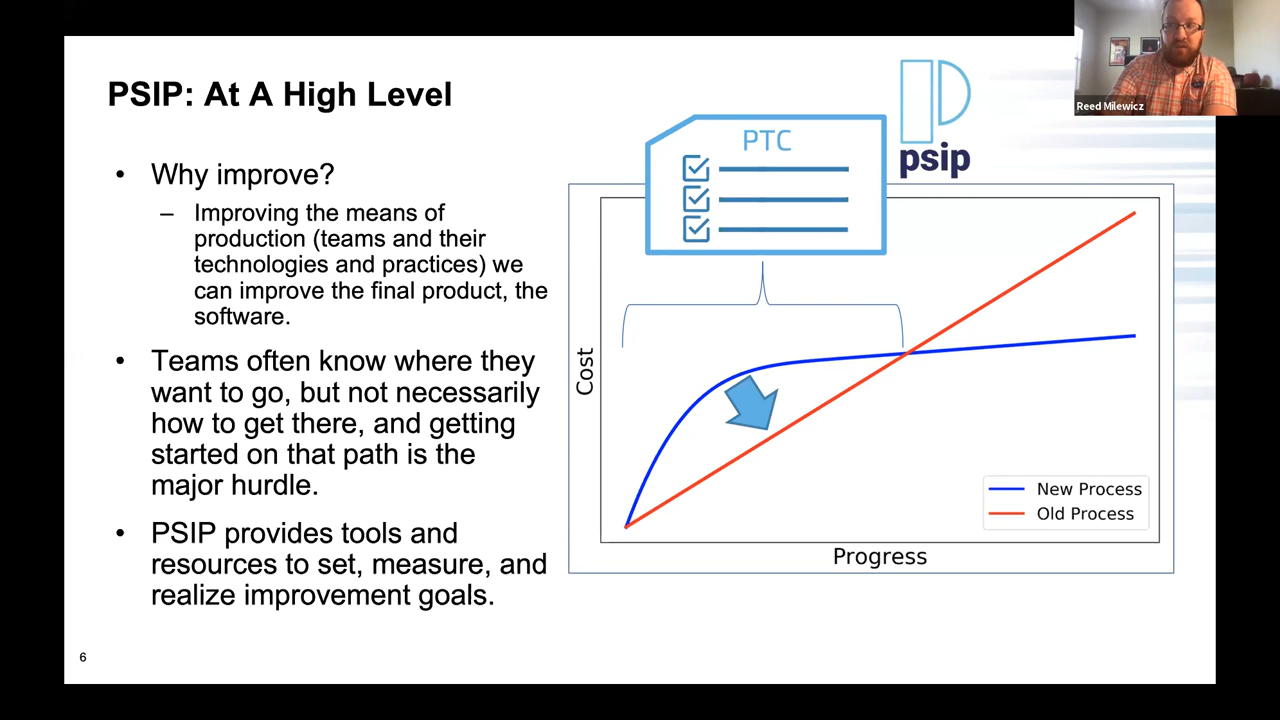 PSIP: At A High Level
• Why improve?
– Improving the means of
production (teams and their
technologies and practices) we
can improve the final product, the
software.
• Teams often know where they
want to go, but not necessarily
how to get there, and getting
started on that path is the
major hurdle.
• PSIP provides tools and
resources to set, measure, and
realize improvement goals.
6
PTC
psip
Cost
Progress
New Process
Old Process
Reed Milewicz